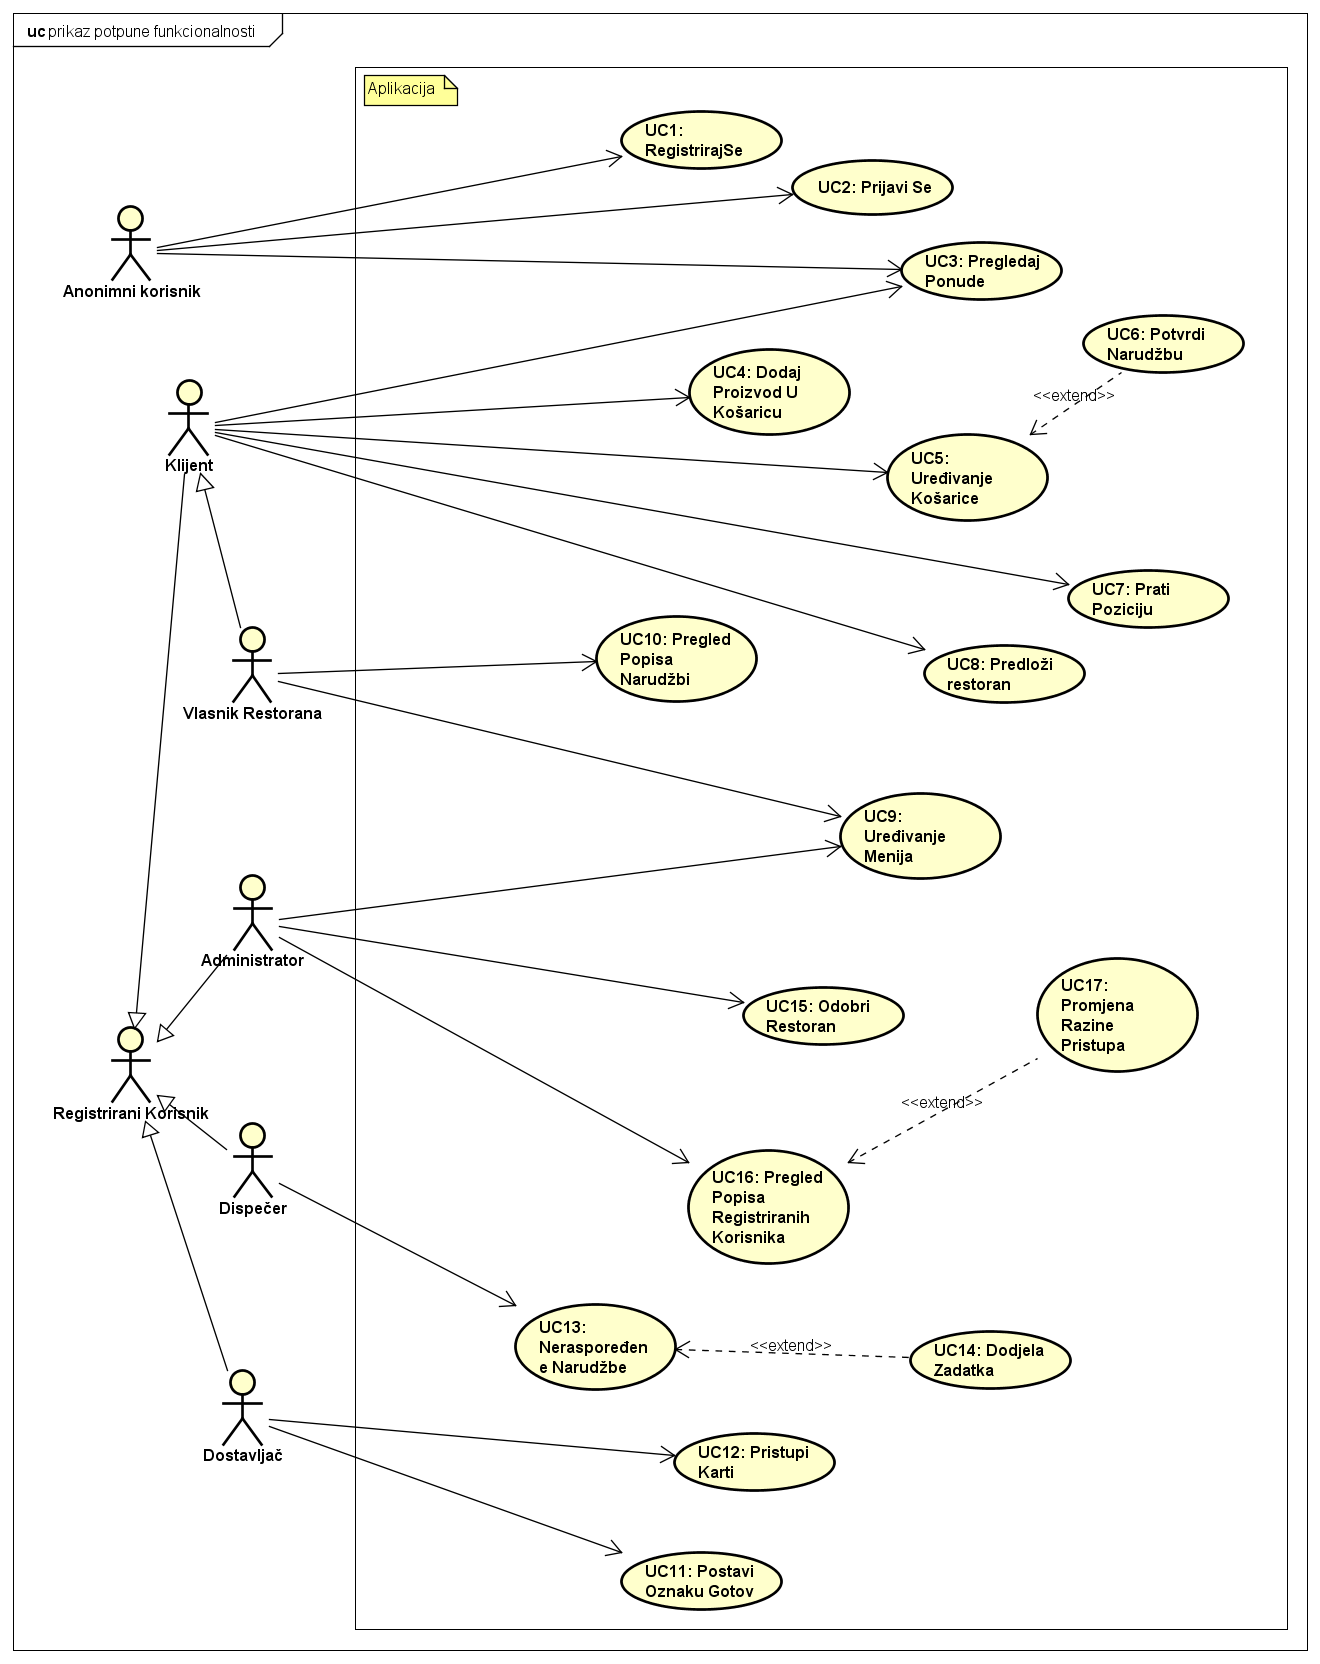 uc prikaz potpune funkcionalnosti
Aplikacija
UC1:
RegistrirajSe
UC2: Prijavi Se
Anonimni korisnik
UC3: Pregledaj
Ponude
UC6: Potvrdi
Narudžbu
<<extend>>
UC4: Dodaj
Proizvod U
Košaricu
Klijent
UC5:
Uređivanje
Košarice
UC7: Prati
Poziciju
UC10: Pregled
Popisa
Narudžbi
UC8: Predloži
restoran
Vlasnik Restorana
UC9:
Uređivanje
Menija
Administrator
UC15: Odobri
Restoran
UC17:
Promjena
Razine
Pristupa
<<extend>>
Registrirani Korisnik
UC16: Pregled
Popisa
Registriranih
Korisnika
Dispečer
UC13:
Neraspoređen
e Narudžbe
<<extend>>
UC14: Dodjela
Zadatka
Dostavljač
UC12: Pristupi
Karti
UC11: Postavi
Oznaku Gotov